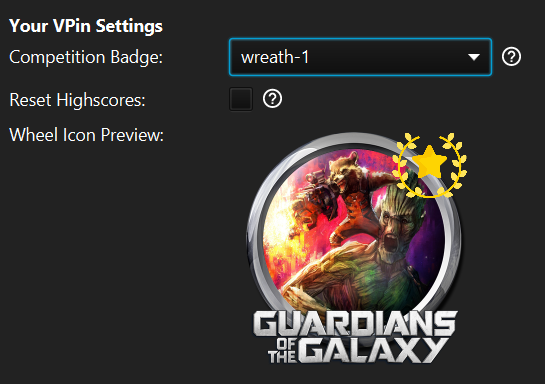 Your VPin Settings
Competition Badge: wreath-1 ?
Reset Highscores: ?
Wheel Icon Preview:
GUARDIANS
OF THE GALAXY